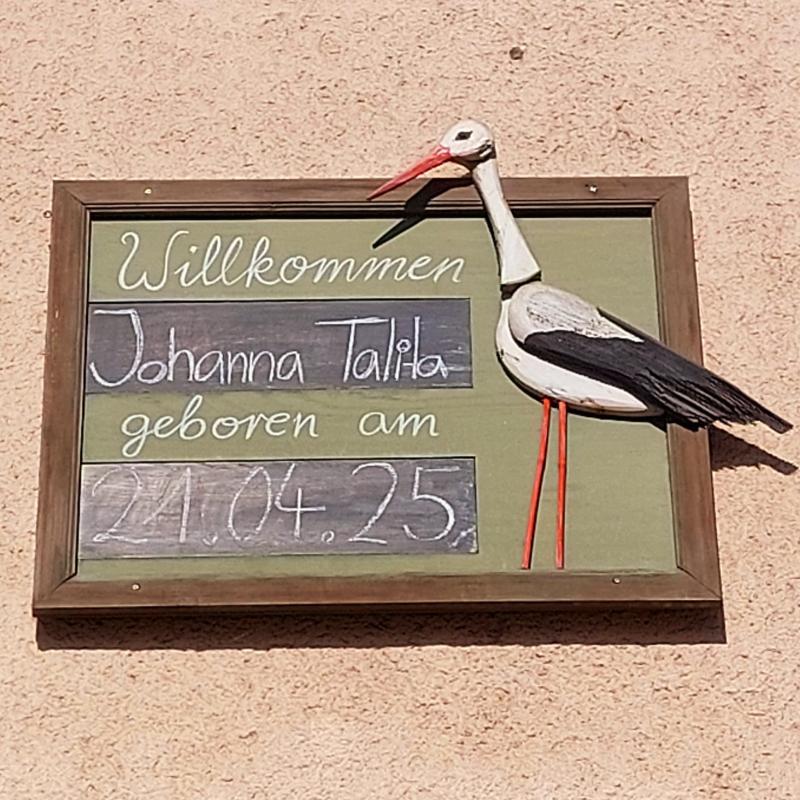 Willkommen
Johanna Talita
geboren am
21.04.25